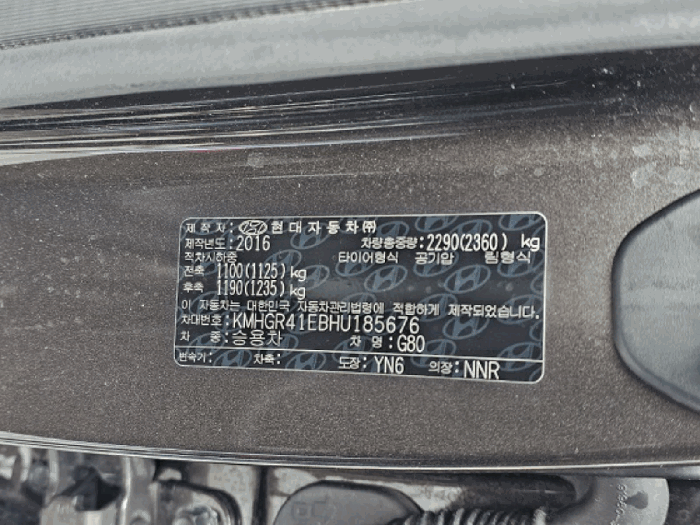 제작자: 현대자동차㈜
제작년도: 2016 차량총중량: 2290(2360) kg
적차시하중 타이어형식 공기압 림형식
전축 1100(1125) kg
후축 1190(1235) kg
이 자동차는 대한민국 자동차관리법령에 적합하게 제작되었음.
차대번호: KMHGR41EBHU185676
차 종: 승용차 차 명: G80
변속기: 차축: 도장: YN6 의장: NNR